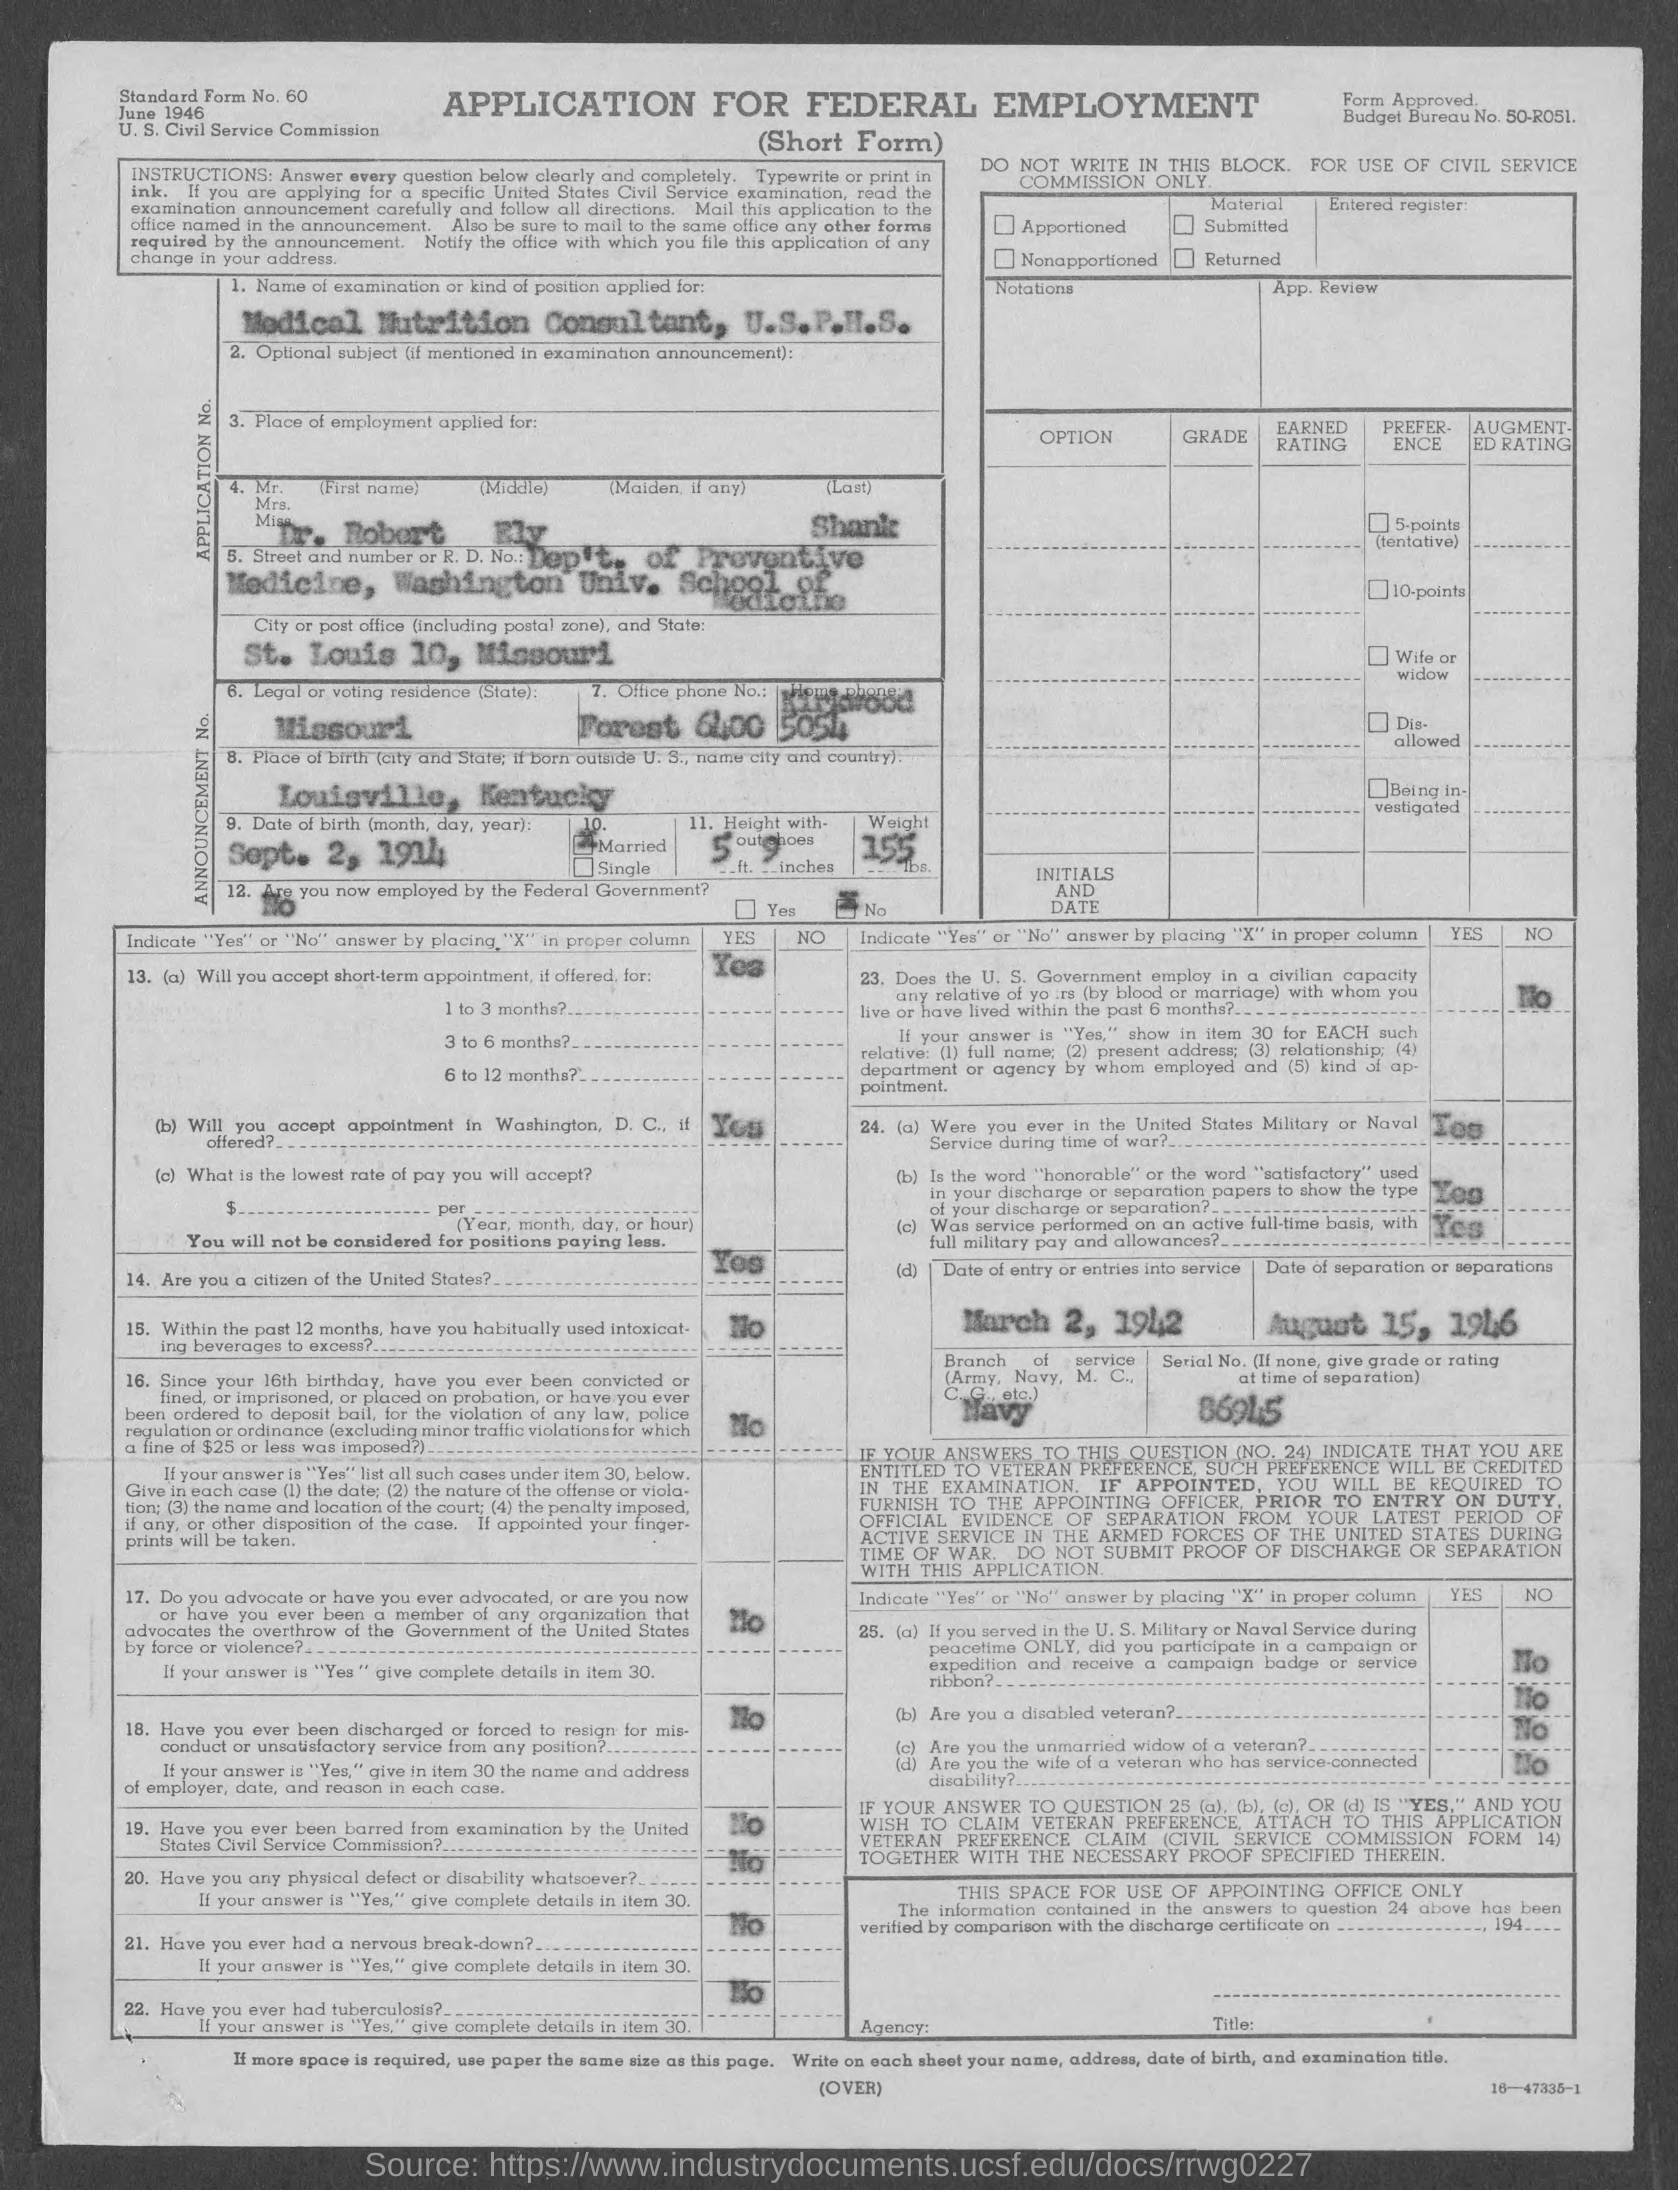 Standard Form No. 60
June 1946
U. S. Civil Service Commission
APPLICATION FOR FEDERAL EMPLOYMENT
(Short Form)
Form Approved.
Budget Bureau No. 50-R051.
INSTRUCTIONS: Answer every question below clearly and completely. Typewrite or print in
ink. If you are applying for a specific United States Civil Service examination, read the
examination announcement carefully and follow all directions. Mail this application to the
office named in the announcement. Also be sure to mail to the same office any other forms
required by the announcement. Notify the office with which you file this application of any
change in your address.
DO NOT WRITE IN THIS BLOCK. FOR USE OF CIVIL SERVICE
COMMISSION ONLY.
Material
Entered register:
Apportioned
Submitted
Nonapportioned
Returned
Notations
App. Review
OPTION
GRADE
EARNED
RATING
PREFER-
ENCE
AUGMENT-
ED RATING
5-points
(tentative)
10-points
Wife or
widow
Dis-
allowed
Being in-
vestigated
INITIALS
AND
DATE
APPLICATION No.
ANNOUNCEMENT No.
1. Name of examination or kind of position applied for:
Medical Nutrition Consultant, U.S.P.H.S.
2. Optional subject (if mentioned in examination announcement):
3. Place of employment applied for:
4. Mr. (First name) (Middle) (Maiden, if any) (Last)
Mrs.
Miss
Dr. Robert Ely Shank
5. Street and number or R. D. No.: Dep't. of Preventive
Medicine, Washington Univ. School of
Medicine
City or post office (including postal zone), and State:
St. Louis 10, Missouri
6. Legal or voting residence (State):
Missouri
7. Office phone No.:
Forest 6400
Home phone:
Kirkwood
5054
8. Place of birth (city and State; if born outside U. S., name city and country):
Louisville, Kentucky
9. Date of birth (month, day, year):
Sept. 2, 1914
10.
Married
Single
11. Height with-
out shoes
5 ft. 9 inches
Weight
155 lbs.
12. Are you now employed by the Federal Government?
No
Yes
No
Indicate "Yes" or "No" answer by placing "X" in proper column YES NO
13. (a) Will you accept short-term appointment, if offered, for: Yes
1 to 3 months?
3 to 6 months?
6 to 12 months?
(b) Will you accept appointment in Washington, D. C., if
offered? Yes
(c) What is the lowest rate of pay you will accept?
$ per
(Year, month, day, or hour)
You will not be considered for positions paying less.
14. Are you a citizen of the United States? Yes
15. Within the past 12 months, have you habitually used intoxicat-
ing beverages to excess? No
16. Since your 16th birthday, have you ever been convicted or
fined, or imprisoned, or placed on probation, or have you ever
been ordered to deposit bail, for the violation of any law, police
regulation or ordinance (excluding minor traffic violations for which
a fine of $25 or less was imposed?) No
If your answer is "Yes" list all such cases under item 30, below.
Give in each case (1) the date; (2) the nature of the offense or viola-
tion; (3) the name and location of the court; (4) the penalty imposed,
if any, or other disposition of the case. If appointed your finger-
prints will be taken.
17. Do you advocate or have you ever advocated, or are you now
or have you ever been a member of any organization that
advocates the overthrow of the Government of the United States
by force or violence? No
If your answer is "Yes" give complete details in item 30.
18. Have you ever been discharged or forced to resign for mis-
conduct or unsatisfactory service from any position? No
If your answer is "Yes," give in item 30 the name and address
of employer, date, and reason in each case.
19. Have you ever been barred from examination by the United
States Civil Service Commission? No
20. Have you any physical defect or disability whatsoever? No
If your answer is "Yes," give complete details in item 30.
21. Have you ever had a nervous break-down? No
If your answer is "Yes," give complete details in item 30.
22. Have you ever had tuberculosis? No
If your answer is "Yes," give complete details in item 30.
Indicate "Yes" or "No" answer by placing "X" in proper column YES NO
23. Does the U. S. Government employ in a civilian capacity
any relative of yo rs (by blood or marriage) with whom you
live or have lived within the past 6 months? No
If your answer is "Yes," show in item 30 for EACH such
relative: (1) full name; (2) present address; (3) relationship; (4)
department or agency by whom employed and (5) kind of ap-
pointment.
24. (a) Were you ever in the United States Military or Naval
Service during time of war? Yes
(b) Is the word "honorable" or the word "satisfactory" used
in your discharge or separation papers to show the type
of your discharge or separation? Yes
(c) Was service performed on an active full-time basis, with
full military pay and allowances? Yes
(d) Date of entry or entries into service
March 2, 1942
Date of separation or separations
August 15, 1946
Branch of service
(Army, Navy, M. C.,
C. G., etc.)
Navy
Serial No. (If none, give grade or rating
at time of separation)
86945
IF YOUR ANSWERS TO THIS QUESTION (NO. 24) INDICATE THAT YOU ARE
ENTITLED TO VETERAN PREFERENCE, SUCH PREFERENCE WILL BE CREDITED
IN THE EXAMINATION. IF APPOINTED, YOU WILL BE REQUIRED TO
FURNISH TO THE APPOINTING OFFICER, PRIOR TO ENTRY ON DUTY,
OFFICIAL EVIDENCE OF SEPARATION FROM YOUR LATEST PERIOD OF
ACTIVE SERVICE IN THE ARMED FORCES OF THE UNITED STATES DURING
TIME OF WAR. DO NOT SUBMIT PROOF OF DISCHARGE OR SEPARATION
WITH THIS APPLICATION.
Indicate "Yes" or "No" answer by placing "X" in proper column YES NO
25. (a) If you served in the U. S. Military or Naval Service during
peacetime ONLY, did you participate in a campaign or
expedition and receive a campaign badge or service
ribbon? No
(b) Are you a disabled veteran? No
(c) Are you the unmarried widow of a veteran? No
(d) Are you the wife of a veteran who has service-connected
disability? No
IF YOUR ANSWER TO QUESTION 25 (a), (b), (c), OR (d) IS "YES," AND YOU
WISH TO CLAIM VETERAN PREFERENCE, ATTACH TO THIS APPLICATION
VETERAN PREFERENCE CLAIM (CIVIL SERVICE COMMISSION FORM 14)
TOGETHER WITH THE NECESSARY PROOF SPECIFIED THEREIN.
THIS SPACE FOR USE OF APPOINTING OFFICE ONLY
The information contained in the answers to question 24 above has been
verified by comparison with the discharge certificate on , 194
Agency: Title:
If more space is required, use paper the same size as this page. Write on each sheet your name, address, date of birth, and examination title.
(OVER)
16—47335-1
Source: https://www.industrydocuments.ucsf.edu/docs/rrwg0227